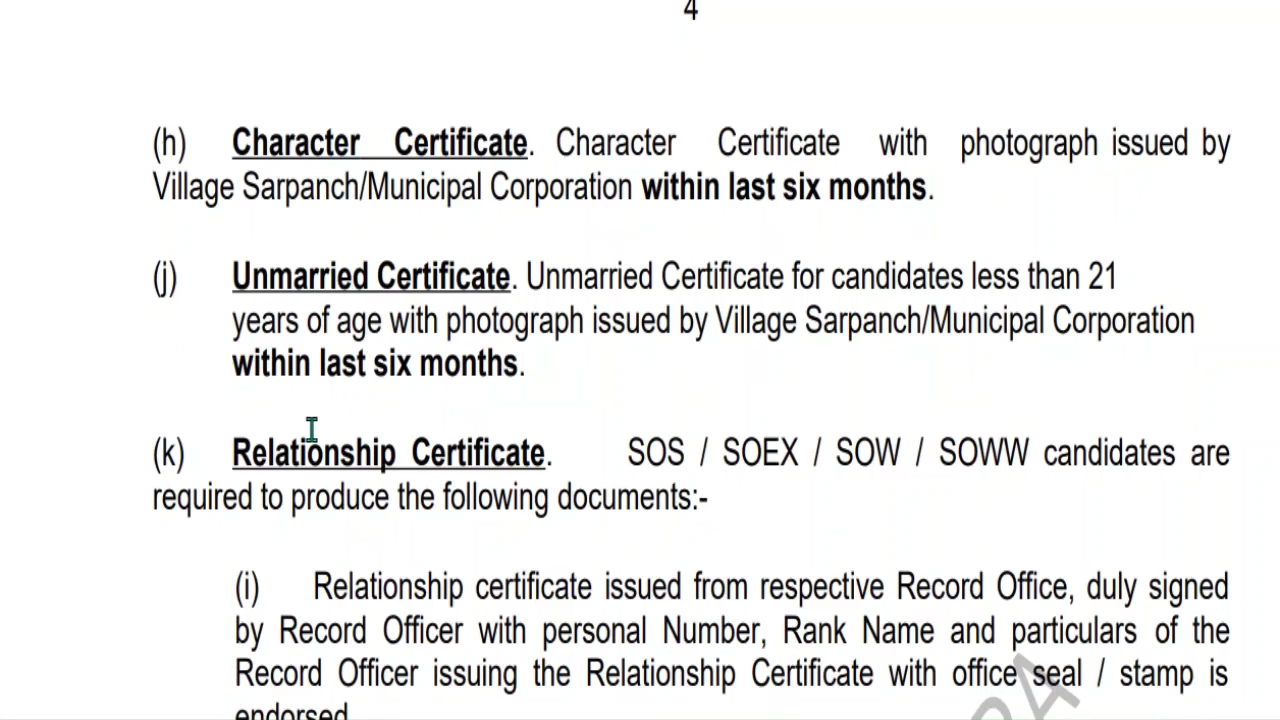 4
(h) Character Certificate. Character Certificate with photograph issued by
Village Sarpanch/Municipal Corporation within last six months.
(j) Unmarried Certificate. Unmarried Certificate for candidates less than 21
years of age with photograph issued by Village Sarpanch/Municipal Corporation
within last six months.
(k) Relationship Certificate. SOS / SOEX / SOW / SOWW candidates are
required to produce the following documents:-
(i) Relationship certificate issued from respective Record Office, duly signed
by Record Officer with personal Number, Rank Name and particulars of the
Record Officer issuing the Relationship Certificate with office seal / stamp is
endorsed